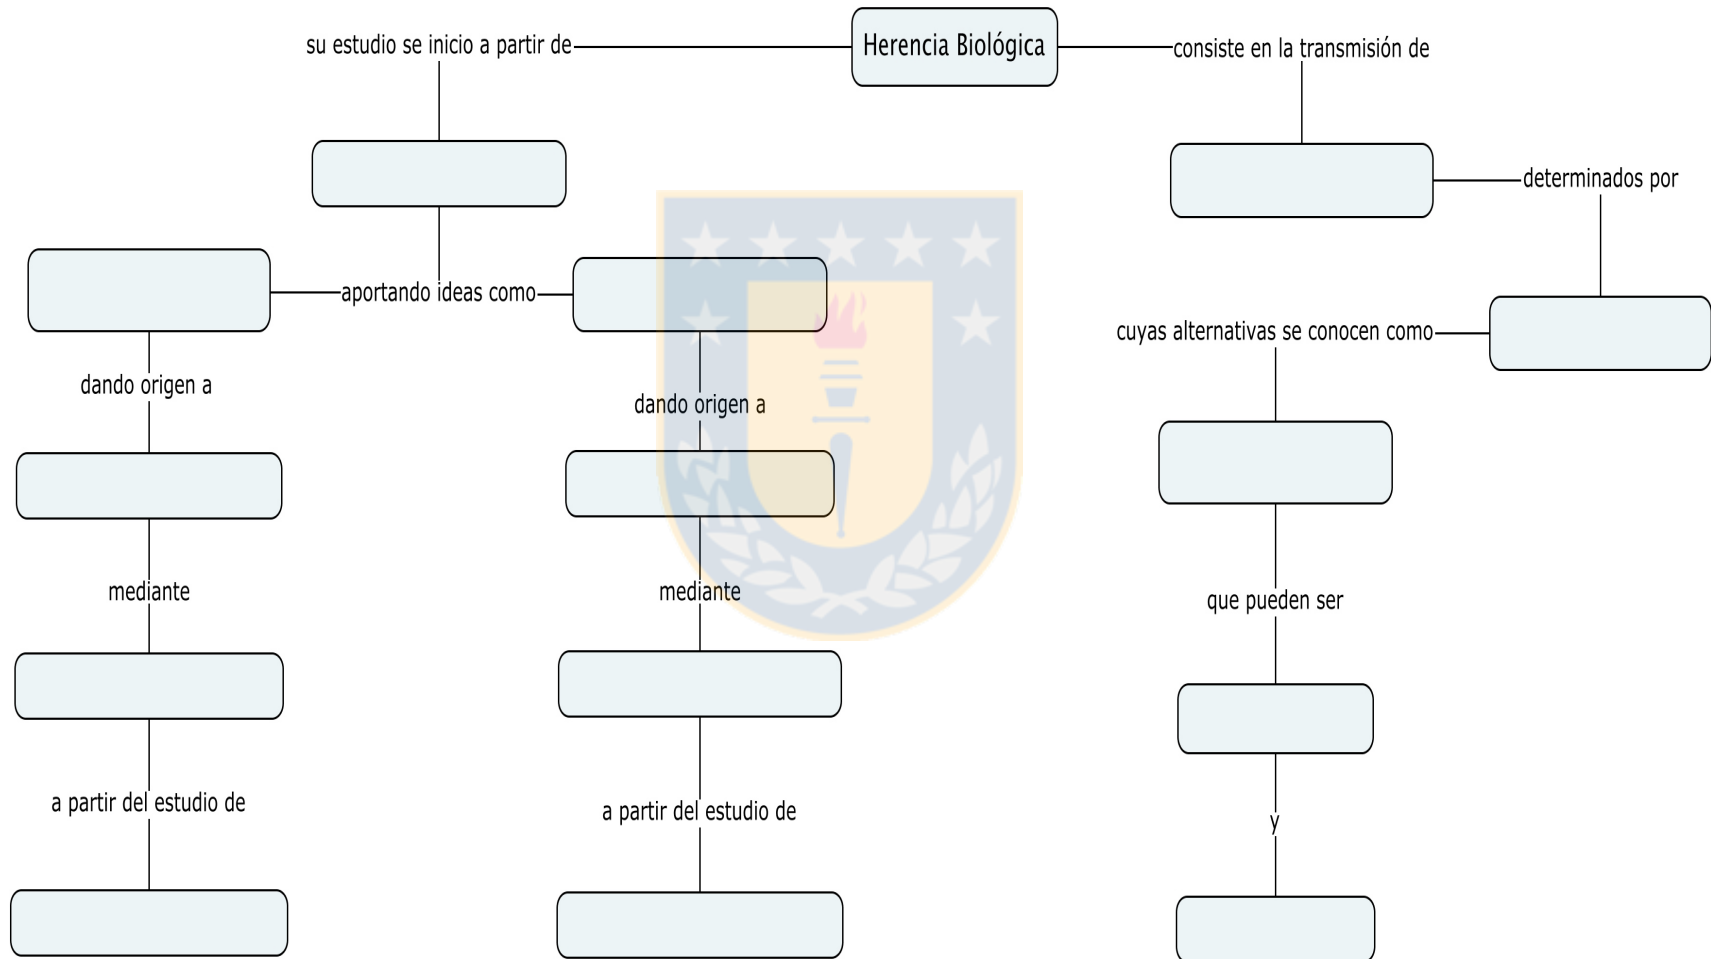 Herencia Biológica
su estudio se inicio a partir de
consiste en la transmisión de
determinados por
aportando ideas como
cuyas alternativas se conocen como
dando origen a
dando origen a
mediante
mediante
que pueden ser
a partir del estudio de
a partir del estudio de
y